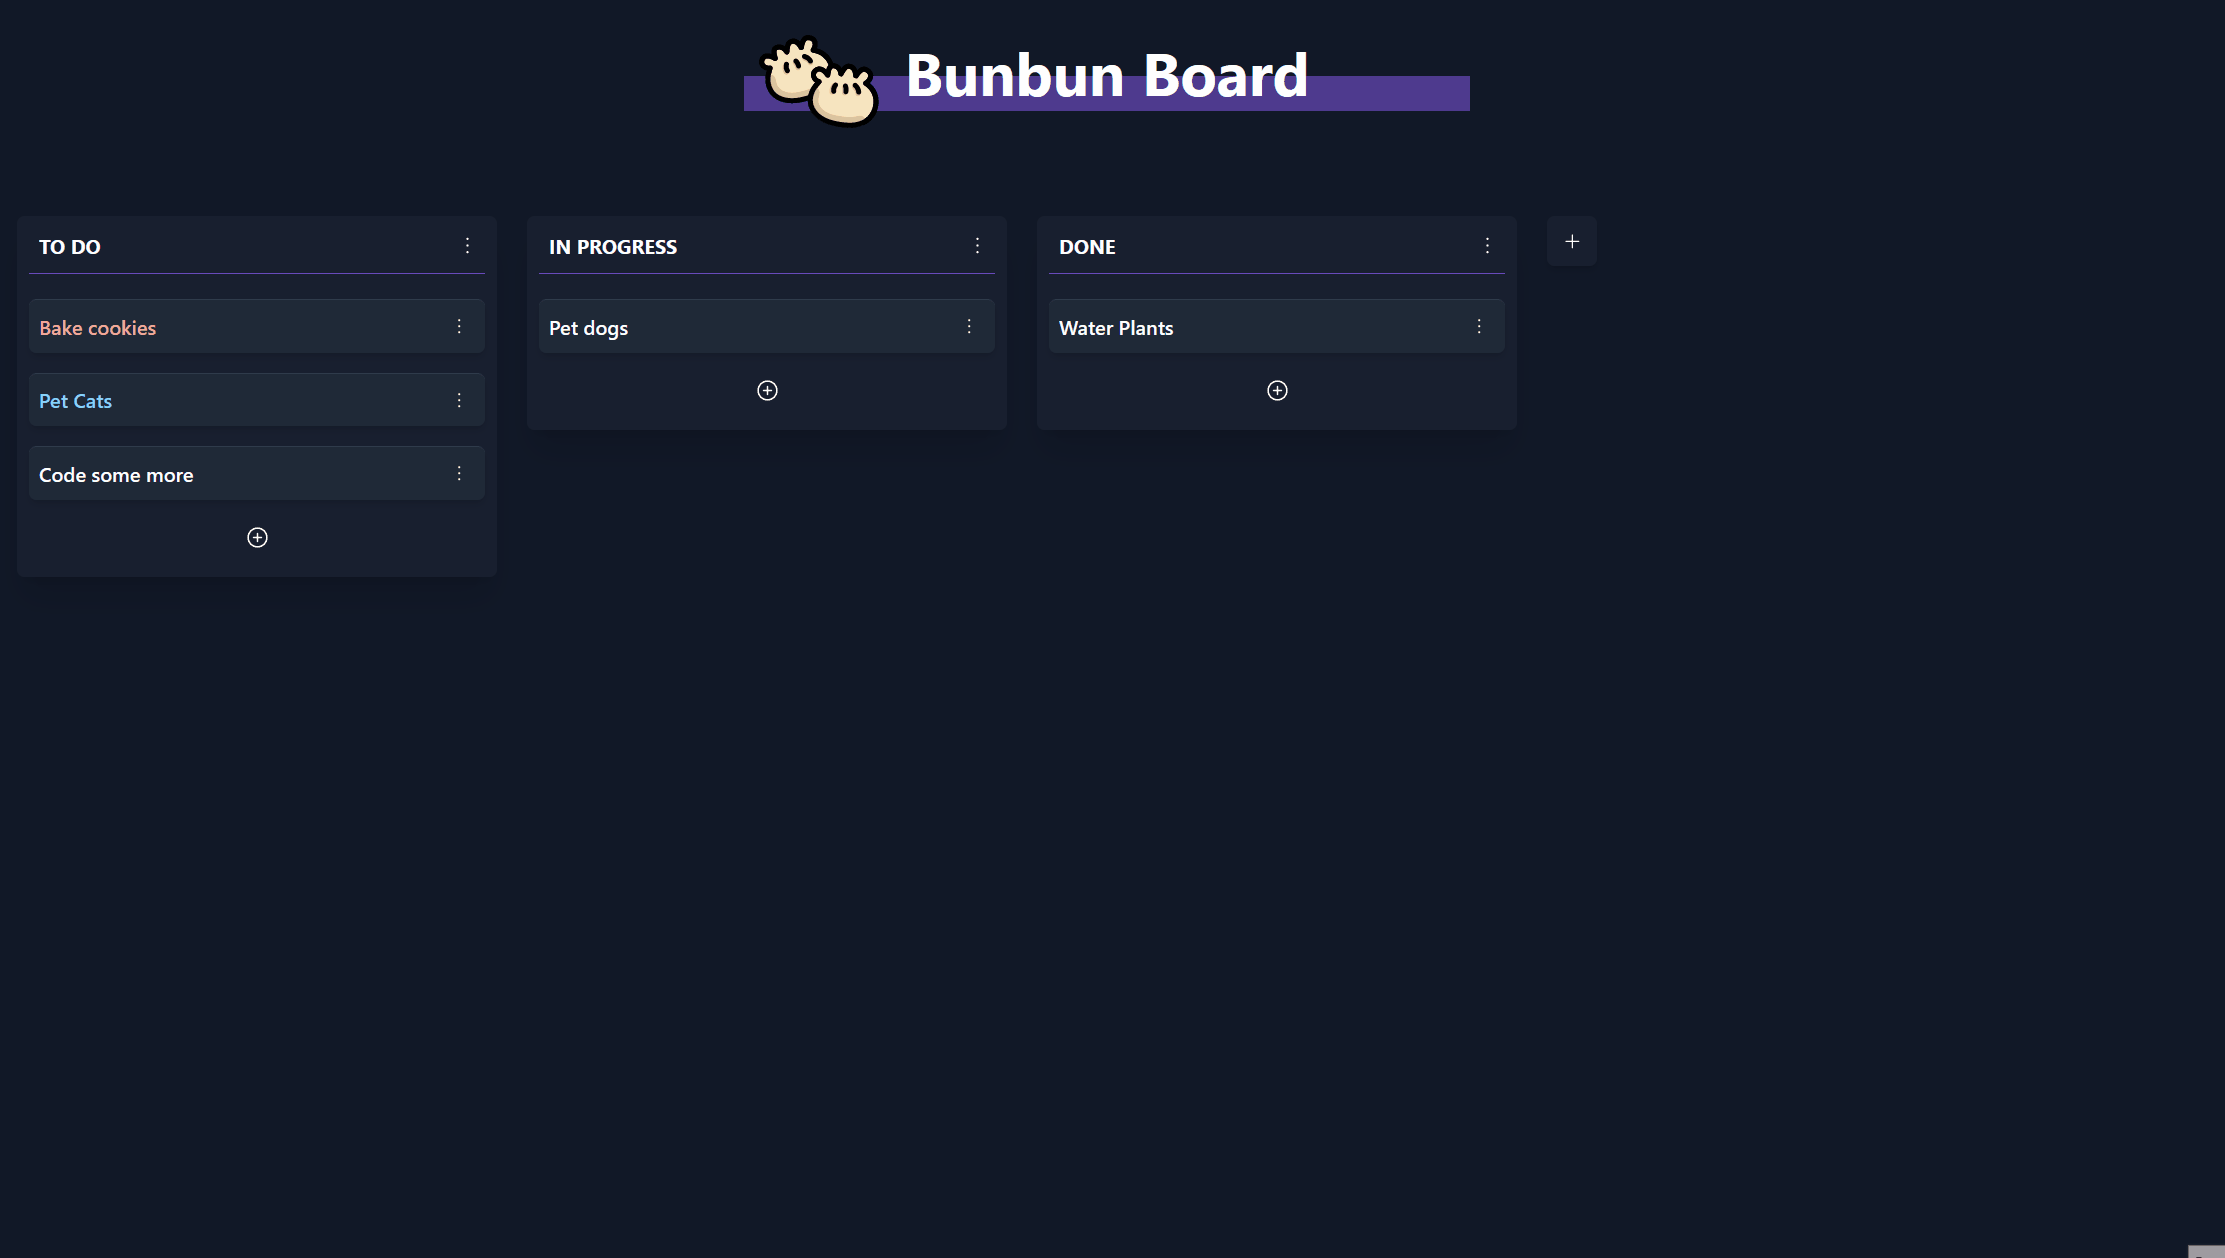 Bunbun Board
TO DO
Bake cookies
Pet Cats
Code some more
IN PROGRESS
Pet dogs
DONE
Water Plants